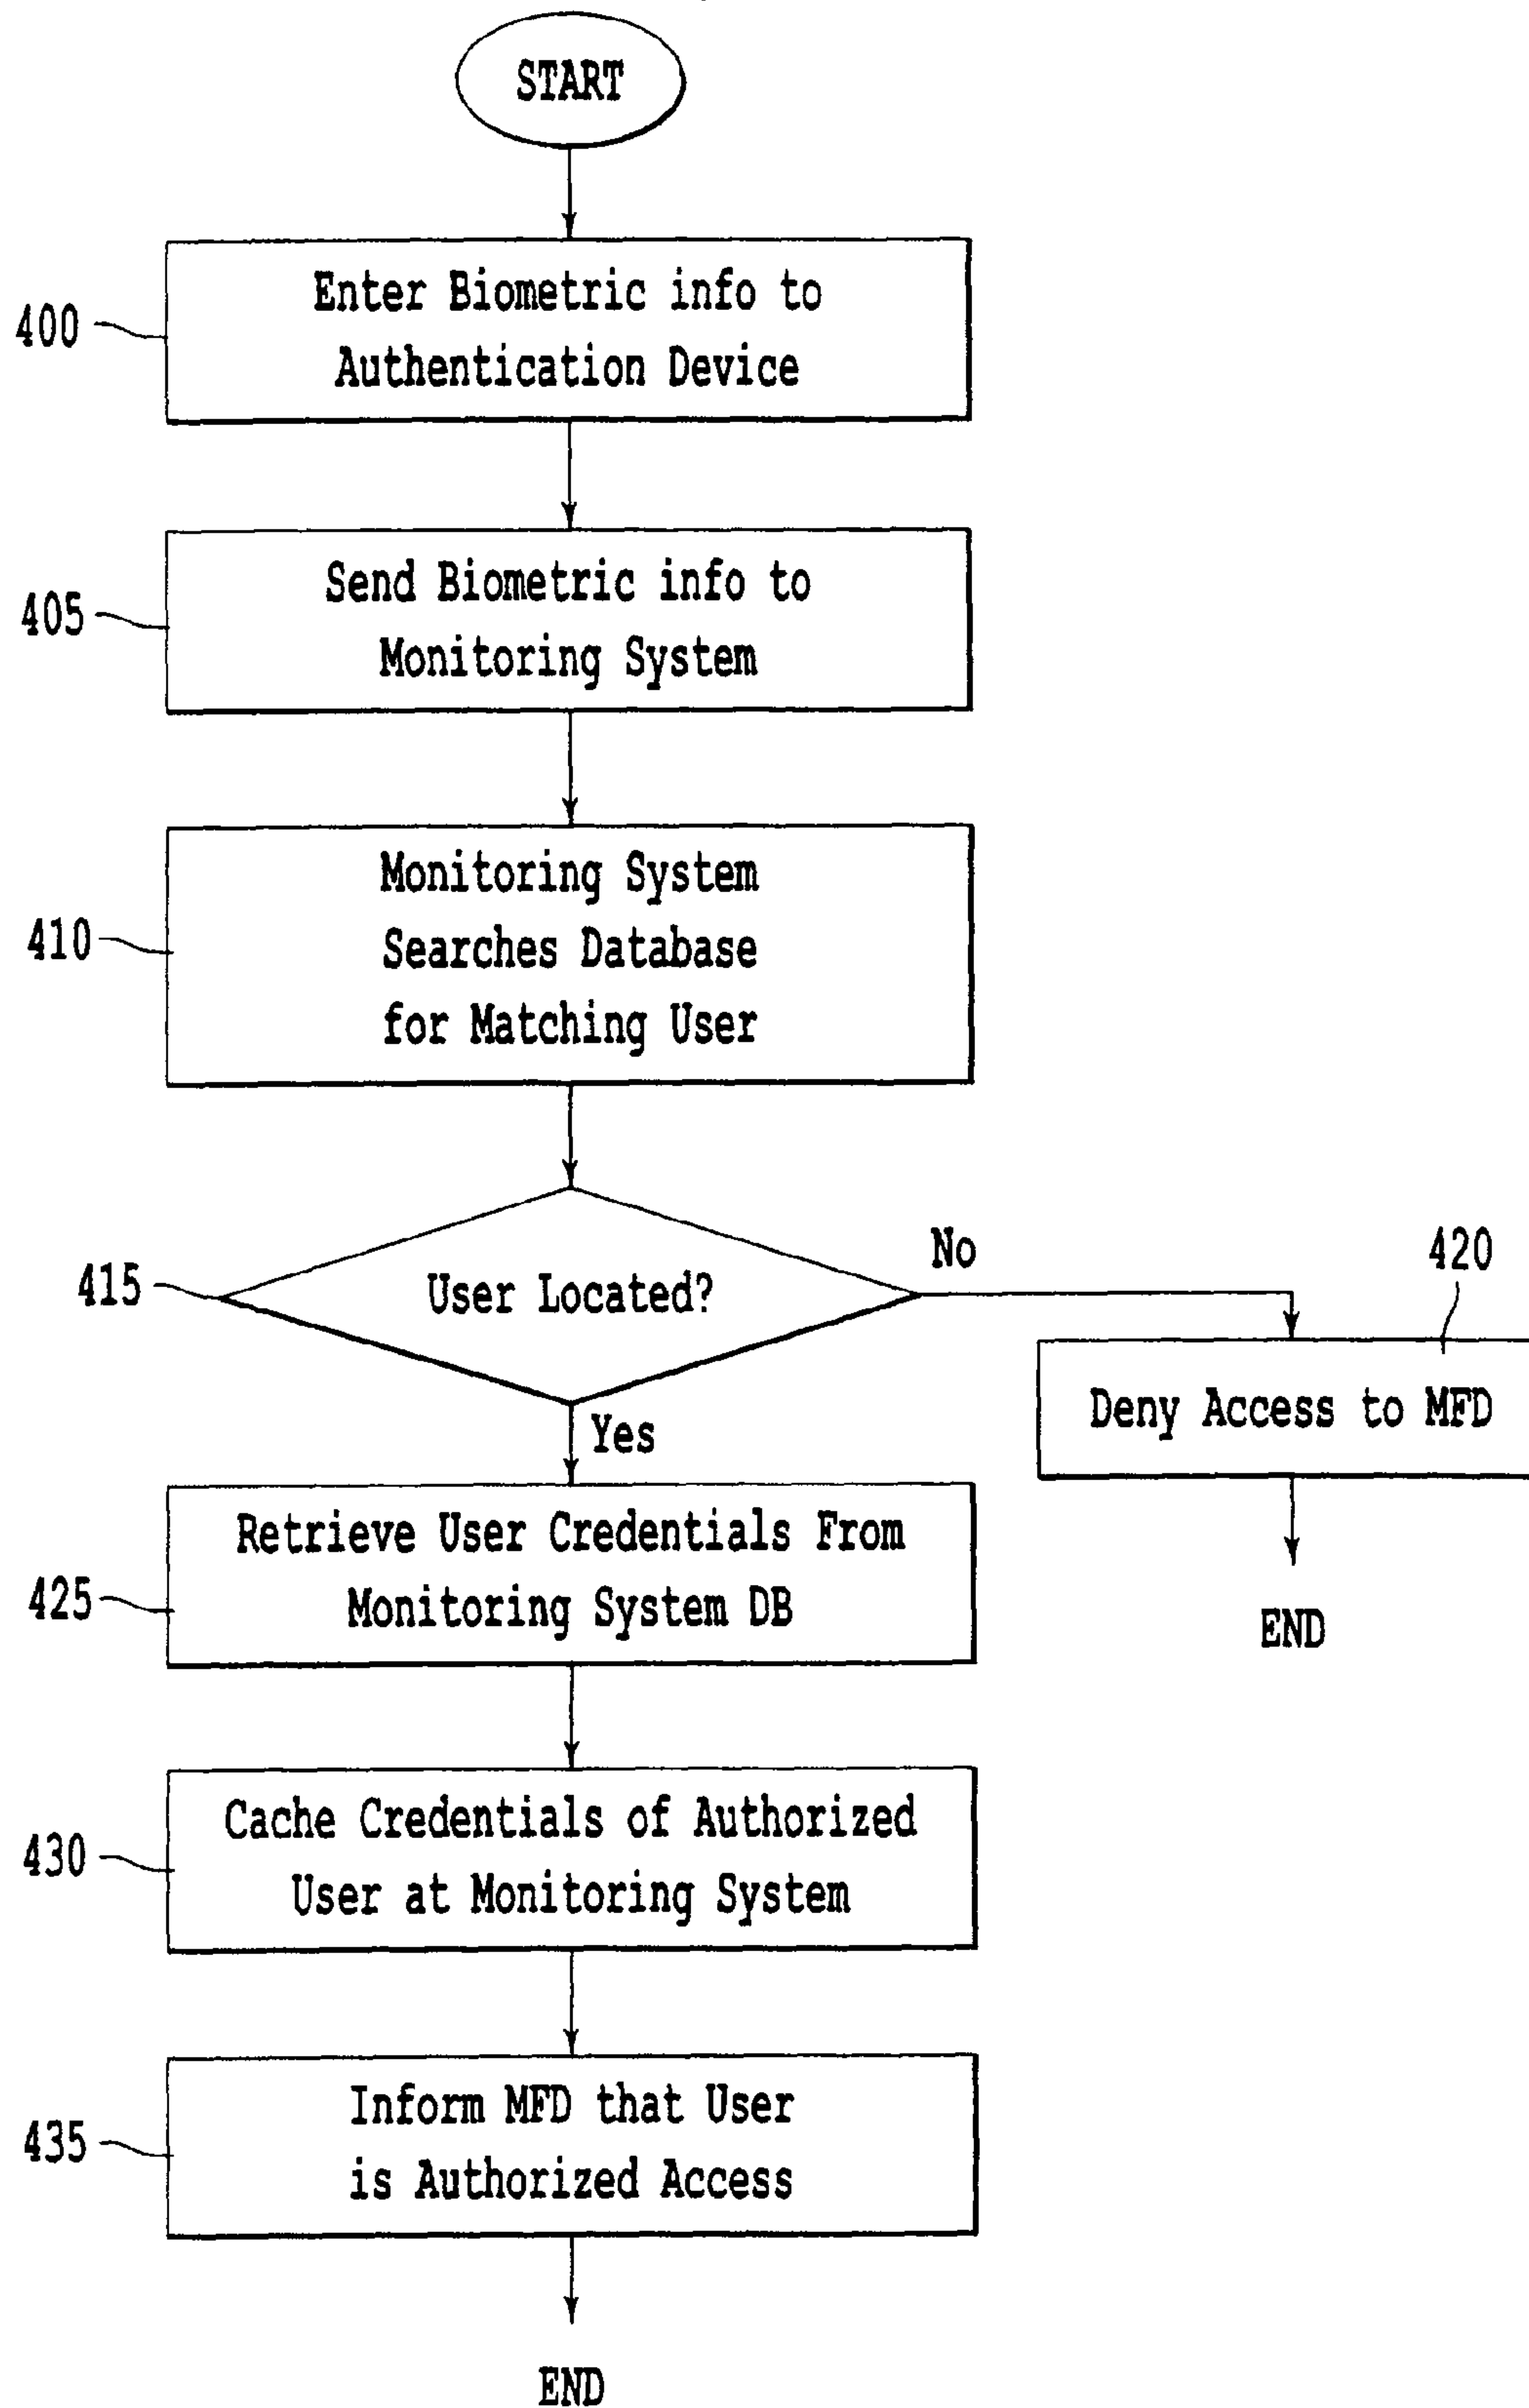 START
400
Enter Biometric info to
Authentication Device
405
Send Biometric info to
Monitoring System
410
Monitoring System
Searches Database
for Matching User
415
User Located?
No
420
Deny Access to MFD
END
Yes
425
Retrieve User Credentials From
Monitoring System DB
430
Cache Credentials of Authorized
User at Monitoring System
435
Inform MFD that User
is Authorized Access
END